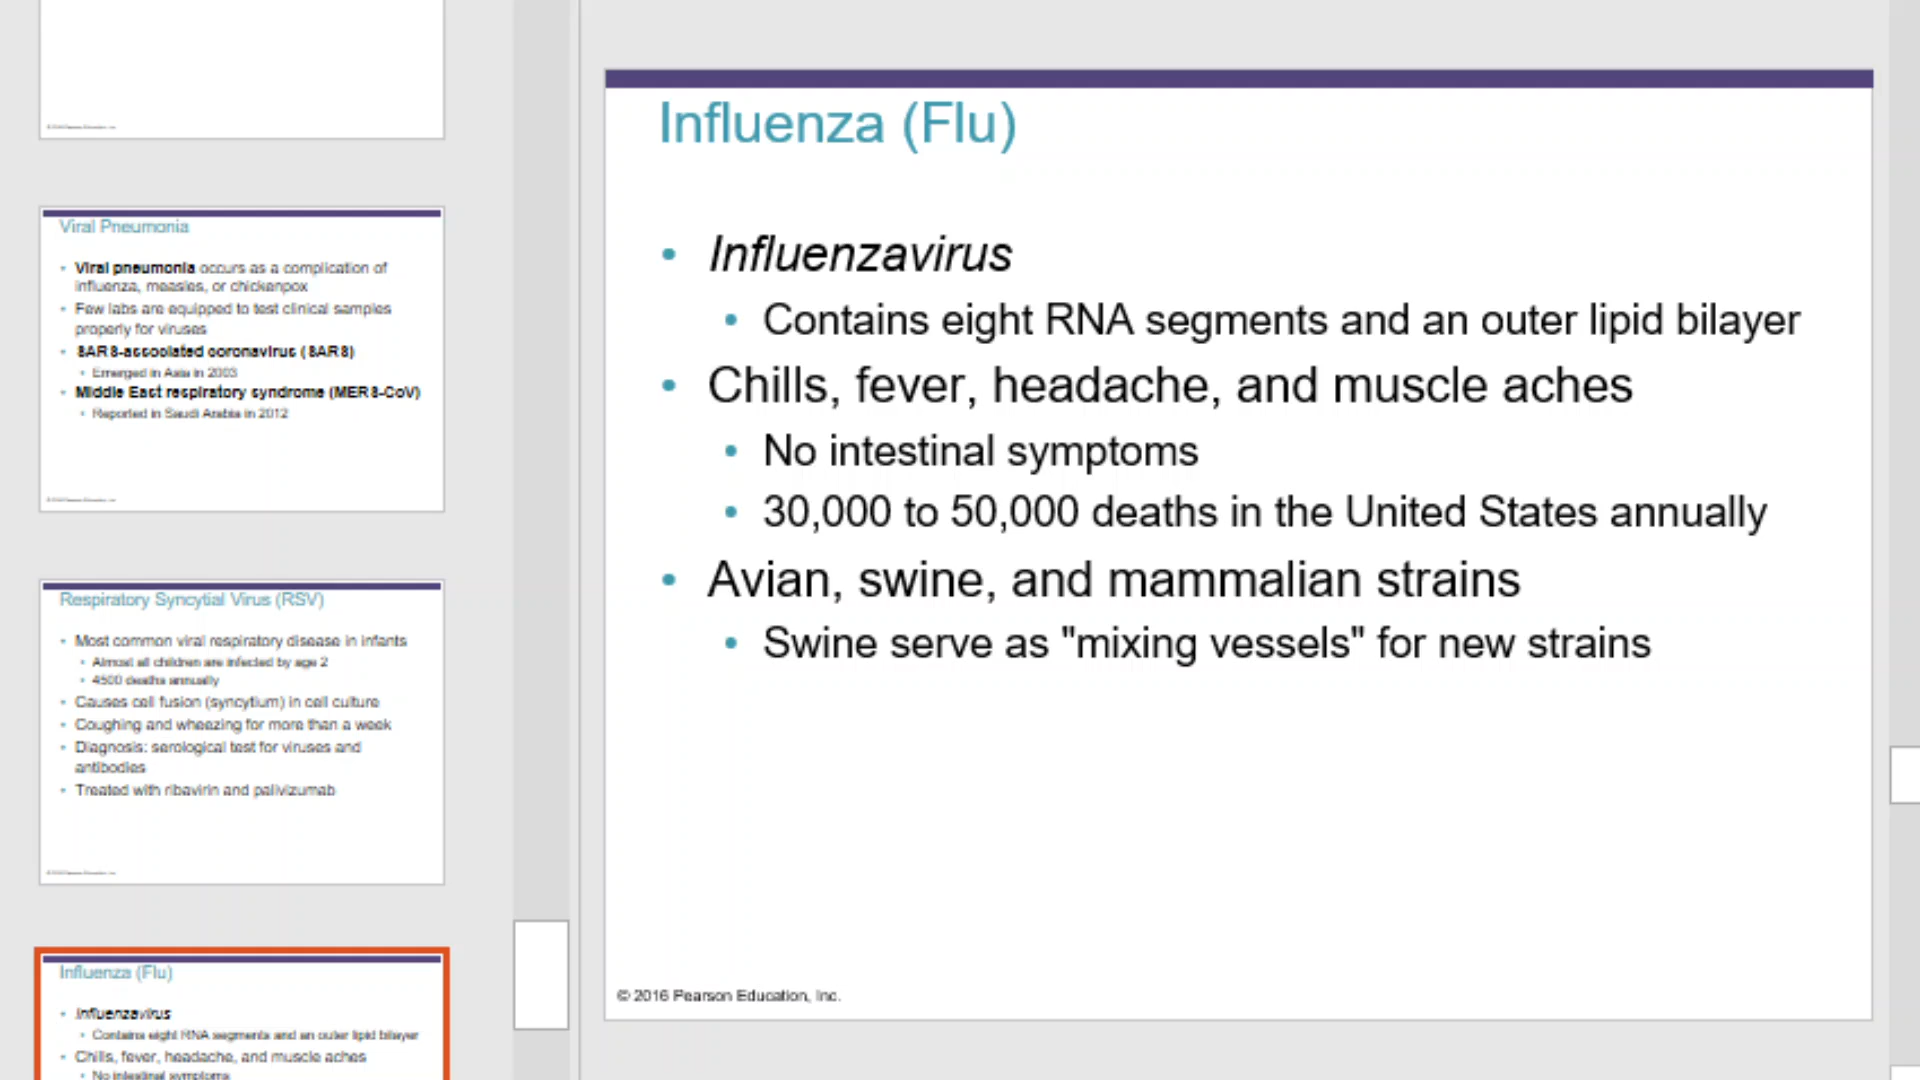 Viral Pneumonia
• Viral pneumonia occurs as a complication of
influenza, measles, or chickenpox
• Few labs are equipped to test clinical samples
properly for viruses
• SARS-associated coronavirus (SARS)
• Emerged in Asia in 2003
• Middle East respiratory syndrome (MERS-CoV)
• Reported in Saudi Arabia in 2012
Respiratory Syncytial Virus (RSV)
• Most common viral respiratory disease in infants
• Almost all children are infected by age 2
• 4500 deaths annually
• Causes cell fusion (syncytium) in cell culture
• Coughing and wheezing for more than a week
• Diagnosis: serological test for viruses and
antibodies
• Treated with ribavirin and palivizumab
Influenza (Flu)
• Influenzavirus
• Contains eight RNA segments and an outer lipid bilayer
• Chills, fever, headache, and muscle aches
• No intestinal symptoms
Influenza (Flu)
• Influenzavirus
• Contains eight RNA segments and an outer lipid bilayer
• Chills, fever, headache, and muscle aches
• No intestinal symptoms
• 30,000 to 50,000 deaths in the United States annually
• Avian, swine, and mammalian strains
• Swine serve as "mixing vessels" for new strains
© 2016 Pearson Education, Inc.